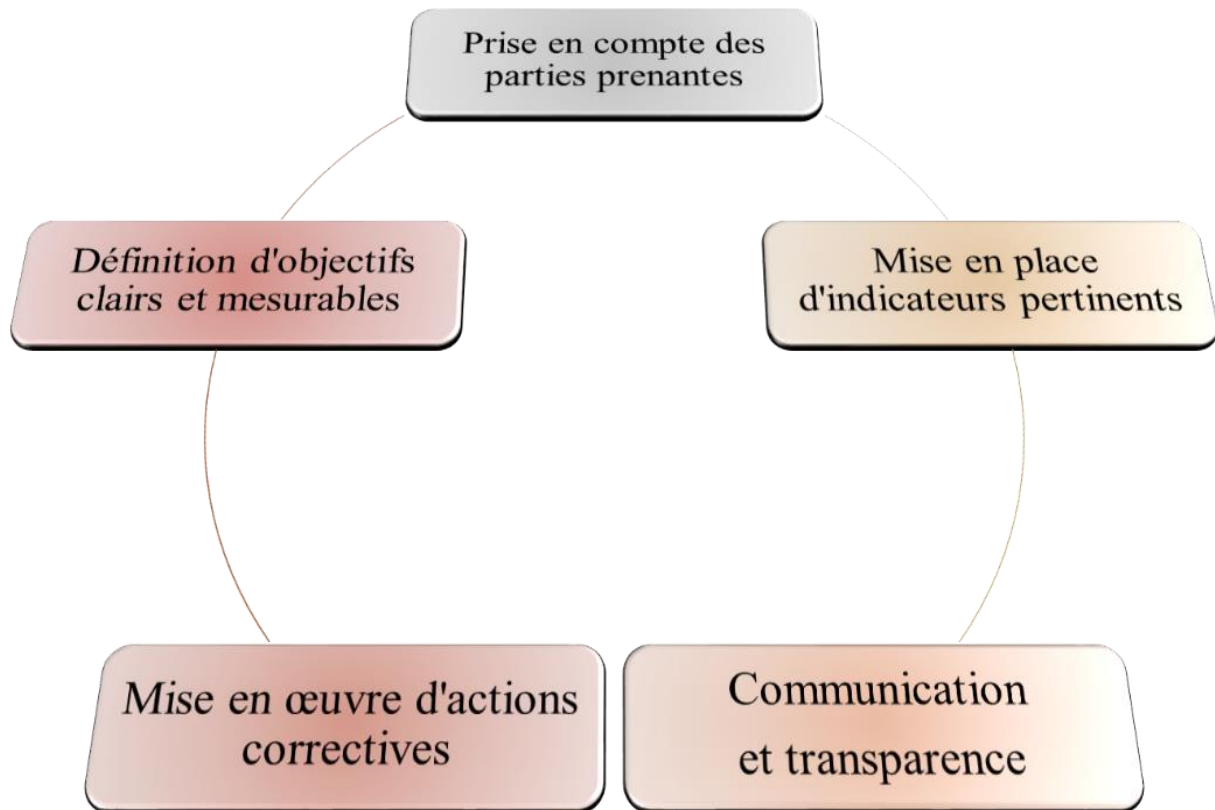 Prise en compte des
parties prenantes
Définition d'objectifs
clairs et mesurables
Mise en place
d'indicateurs pertinents
Mise en œuvre d'actions
correctives
Communication
et transparence